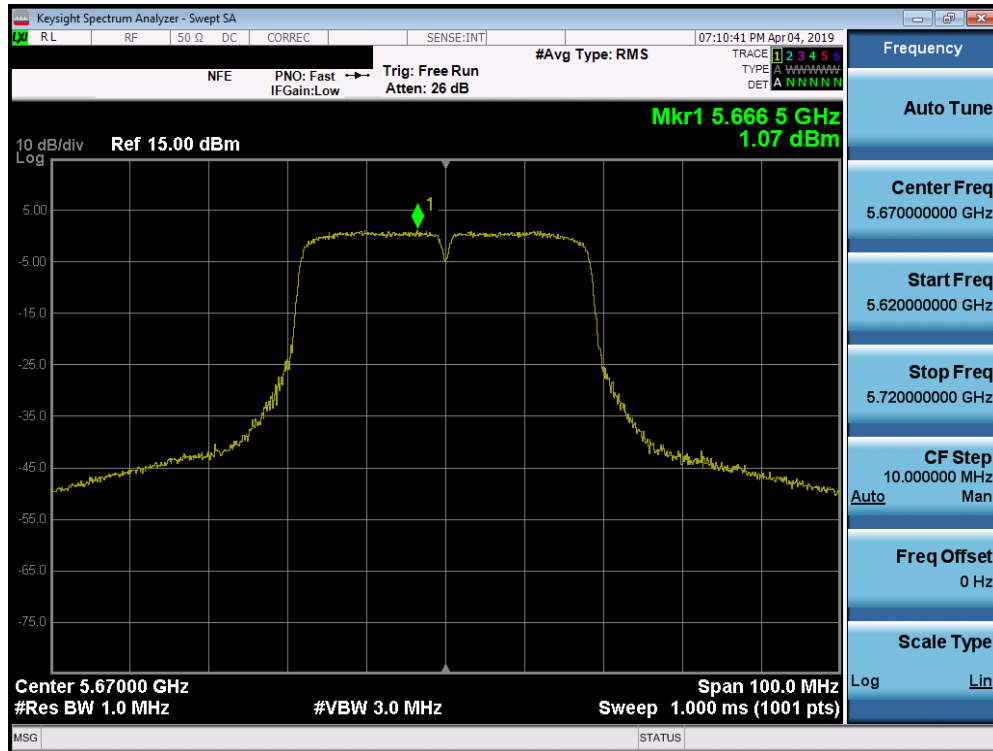 Keysight Spectrum Analyzer - Swept SA
LXI RL RF 50 Ω DC CORREC SENSE:INT 07:10:41 PM Apr 04, 2019
#Avg Type: RMS TRACE 1 2 3 4 5 6
NFE PNO: Fast Trig: Free Run TYPE A WWWWW
IFGain:Low Atten: 26 dB DET A N N N N N
Mkr1 5.666 5 GHz
1.07 dBm
10 dB/div Ref 15.00 dBm
Log
1
5.00
-5.00
-15.0
-25.0
-35.0
-45.0
-55.0
-65.0
-75.0
Center 5.67000 GHz Span 100.0 MHz
#Res BW 1.0 MHz #VBW 3.0 MHz Sweep 1.000 ms (1001 pts)
MSG STATUS
Frequency
Auto Tune
Center Freq
5.670000000 GHz
Start Freq
5.620000000 GHz
Stop Freq
5.720000000 GHz
CF Step
10.000000 MHz
Auto Man
Freq Offset
0 Hz
Scale Type
Log Lin